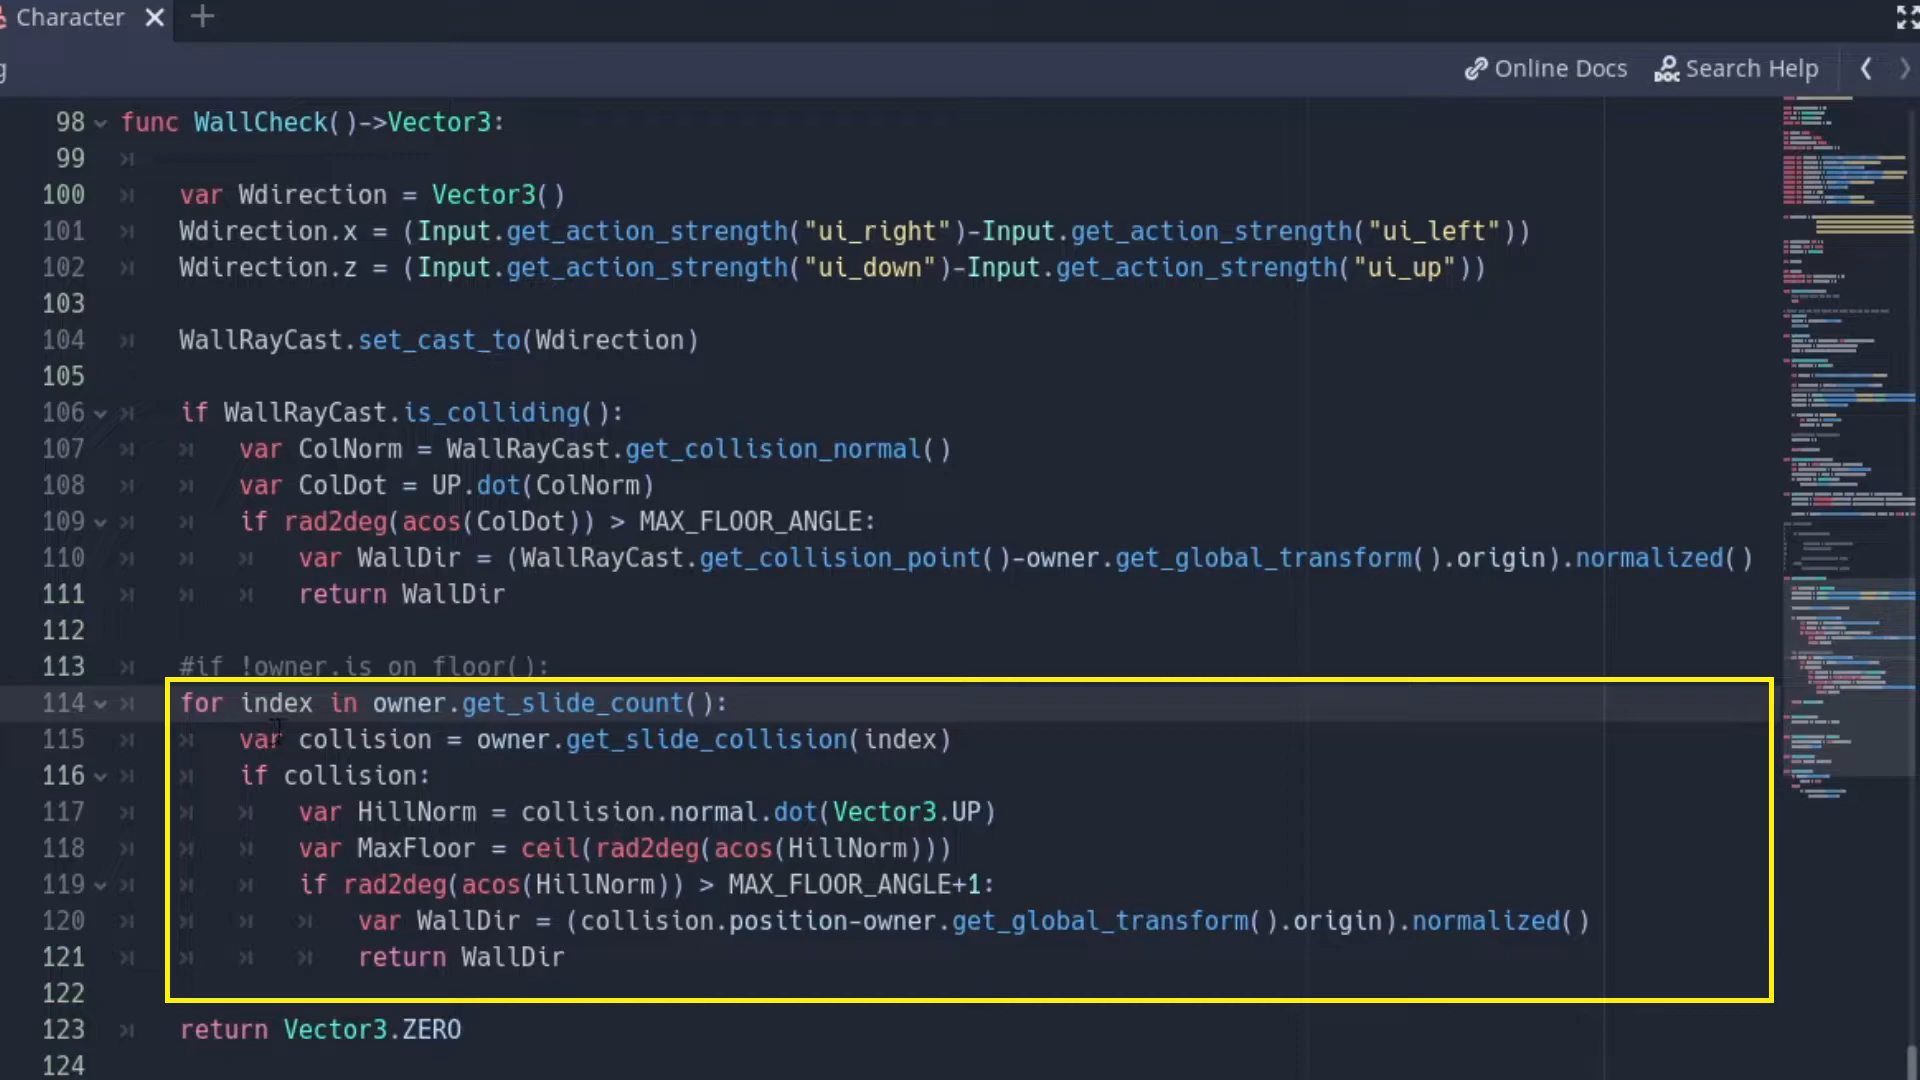 Character
Online Docs Search Help
98 func WallCheck()->Vector3:
99
100 var Wdirection = Vector3()
101 Wdirection.x = (Input.get_action_strength("ui_right")-Input.get_action_strength("ui_left"))
102 Wdirection.z = (Input.get_action_strength("ui_down")-Input.get_action_strength("ui_up"))
103
104 WallRayCast.set_cast_to(Wdirection)
105
106 if WallRayCast.is_colliding():
107 var ColNorm = WallRayCast.get_collision_normal()
108 var ColDot = UP.dot(ColNorm)
109 if rad2deg(acos(ColDot)) > MAX_FLOOR_ANGLE:
110 var WallDir = (WallRayCast.get_collision_point()-owner.get_global_transform().origin).normalized()
111 return WallDir
112
113 #if !owner.is_on_floor():
114 for index in owner.get_slide_count():
115 var collision = owner.get_slide_collision(index)
116 if collision:
117 var HillNorm = collision.normal.dot(Vector3.UP)
118 var MaxFloor = ceil(rad2deg(acos(HillNorm)))
119 if rad2deg(acos(HillNorm)) > MAX_FLOOR_ANGLE+1:
120 var WallDir = (collision.position-owner.get_global_transform().origin).normalized()
121 return WallDir
122
123 return Vector3.ZERO
124